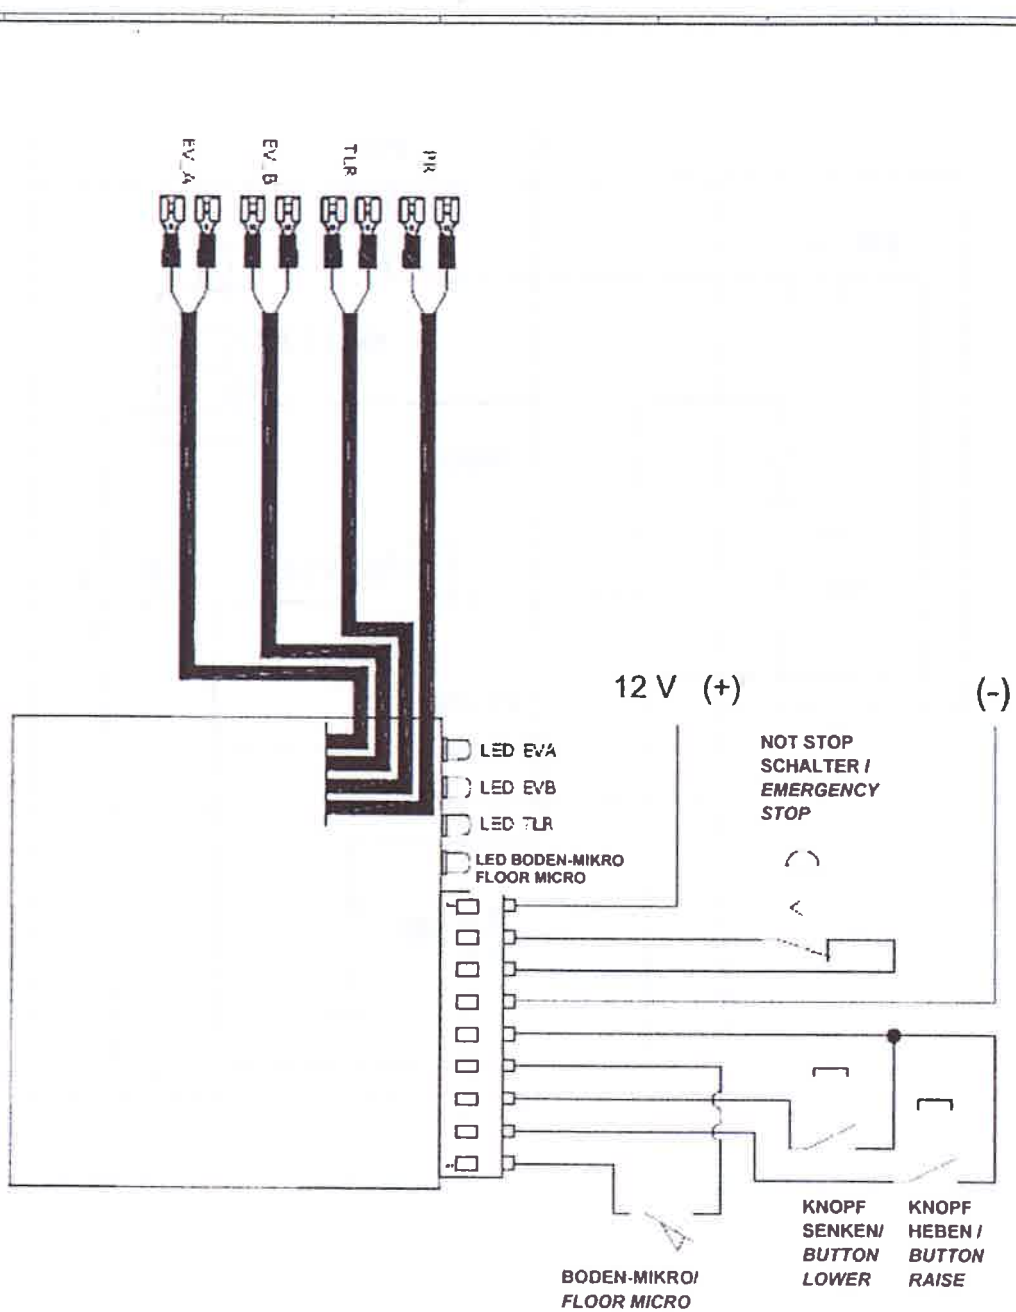 EV_A
EV_B
TLR
PR
12 V (+)
(-)
NOT STOP
SCHALTER /
EMERGENCY
STOP
LED EVA
LED EVB
LED TLR
LED BODEN-MIKRO
FLOOR MICRO
KNOPF
SENKEN/
BUTTON
LOWER
KNOPF
HEBEN /
BUTTON
RAISE
BODEN-MIKRO/
FLOOR MICRO